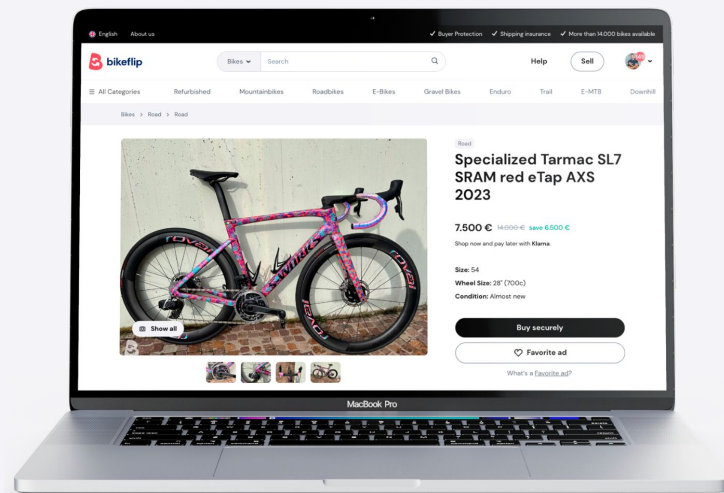 English About us
✓ Buyer Protection ✓ Shipping insurance ✓ More than 14.000 bikes available
bikeflip
Bikes Search
Help Sell
All Categories Refurbished Mountainbikes Roadbikes E-Bikes Gravel Bikes Enduro Trail E-MTB Downhill
Bikes > Road > Road
Road
Specialized Tarmac SL7
SRAM red eTap AXS
2023
7.500 € 14.000 € save 6.500 €
Shop now and pay later with Klarna.
Size: 54
Wheel Size: 28" (700c)
Condition: Almost new
Buy securely
Favorite ad
What's a Favorite ad?
S-WORKS
roval
roval
roval
Show all
MacBook Pro